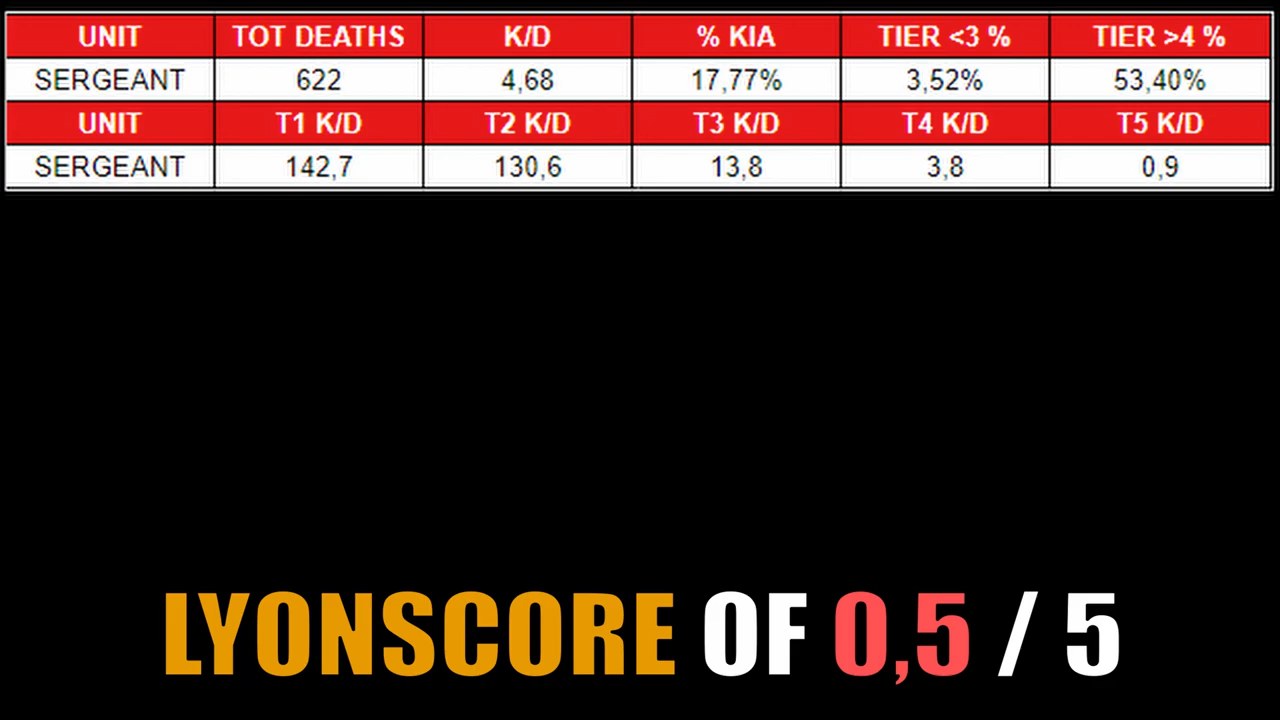 UNIT TOT DEATHS K/D % KIA TIER <3 % TIER >4 %
SERGEANT 622 4,68 17,77% 3,52% 53,40%
UNIT T1 K/D T2 K/D T3 K/D T4 K/D T5 K/D
SERGEANT 142,7 130,6 13,8 3,8 0,9
LYONSCORE OF 0,5 / 5